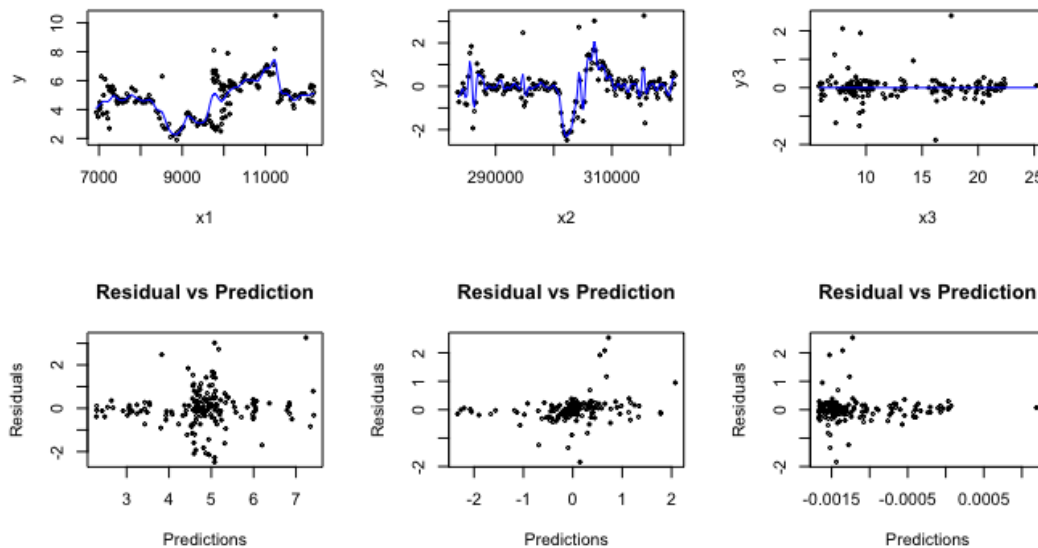 y
10
8
6
4
2
7000 9000 11000
x1
y2
2
0
-2
290000 310000
x2
y3
2
1
0
-2
10 15 20 25
x3
Residual vs Prediction
Residuals
2
0
-2
3 4 5 6 7
Predictions
Residual vs Prediction
Residuals
2
1
0
-2
-2 -1 0 1 2
Predictions
Residual vs Prediction
Residuals
2
1
0
-2
-0.0015 -0.0005 0.0005
Predictions